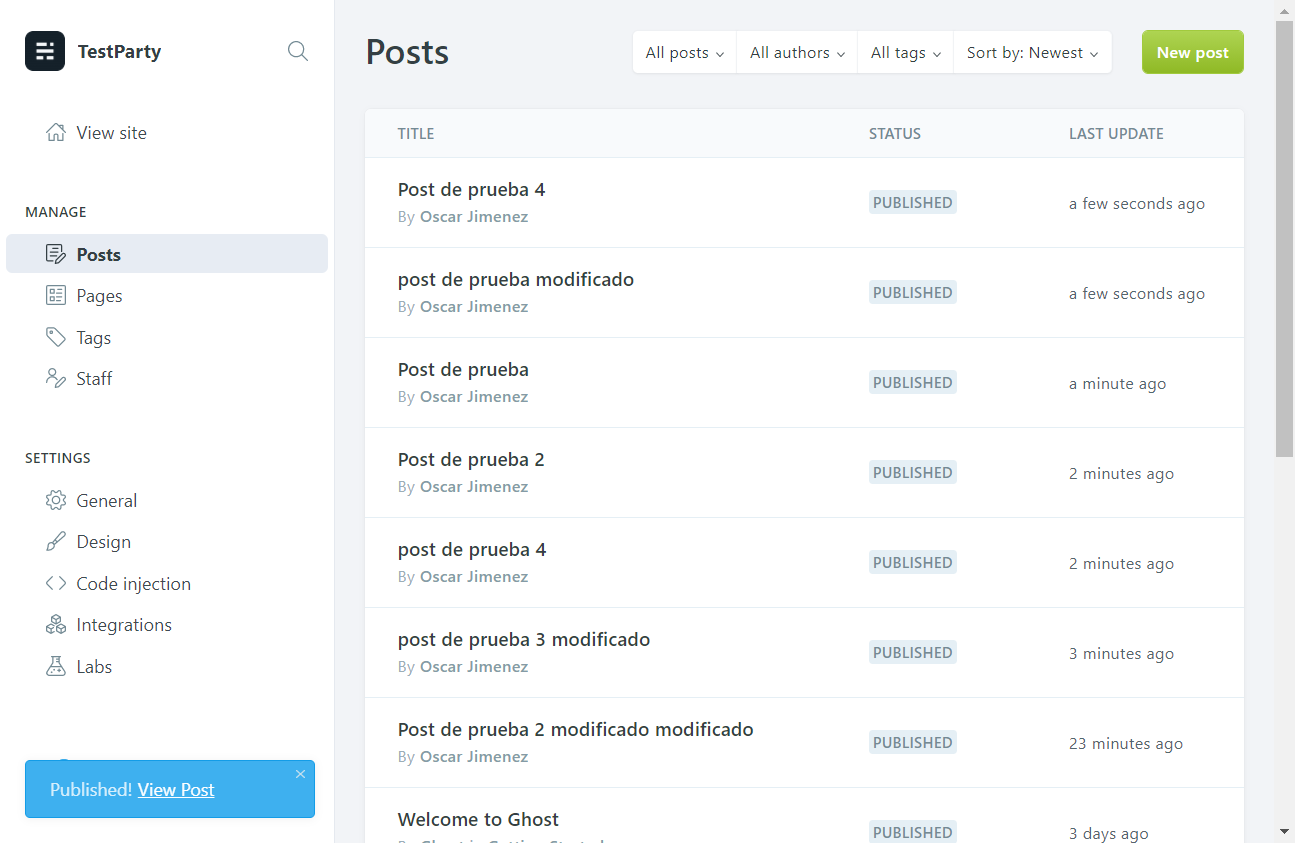 TestParty
View site
MANAGE
Posts
Pages
Tags
Staff
SETTINGS
General
Design
Code injection
Integrations
Labs
Published! View Post
Posts
All posts
All authors
All tags
Sort by: Newest
New post
TITLE STATUS LAST UPDATE
Post de prueba 4
By Oscar Jimenez
PUBLISHED
a few seconds ago
post de prueba modificado
By Oscar Jimenez
PUBLISHED
a few seconds ago
Post de prueba
By Oscar Jimenez
PUBLISHED
a minute ago
Post de prueba 2
By Oscar Jimenez
PUBLISHED
2 minutes ago
post de prueba 4
By Oscar Jimenez
PUBLISHED
2 minutes ago
post de prueba 3 modificado
By Oscar Jimenez
PUBLISHED
3 minutes ago
Post de prueba 2 modificado modificado
By Oscar Jimenez
PUBLISHED
23 minutes ago
Welcome to Ghost
PUBLISHED
3 days ago